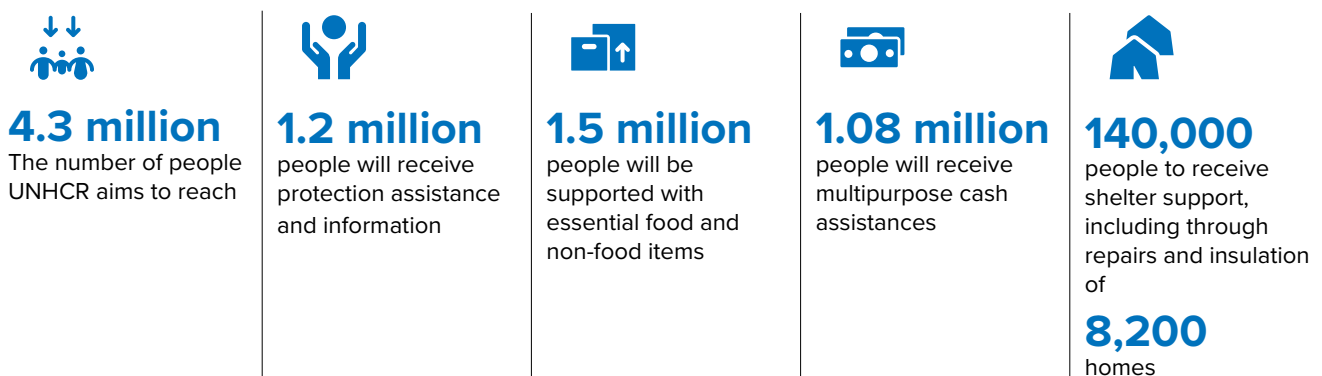 4.3 million
The number of people
UNHCR aims to reach
1.2 million
people will receive
protection assistance
and information
1.5 million
people will be
supported with
essential food and
non-food items
1.08 million
people will receive
multipurpose cash
assistances
140,000
people to receive
shelter support,
including through
repairs and insulation
of
8,200
homes